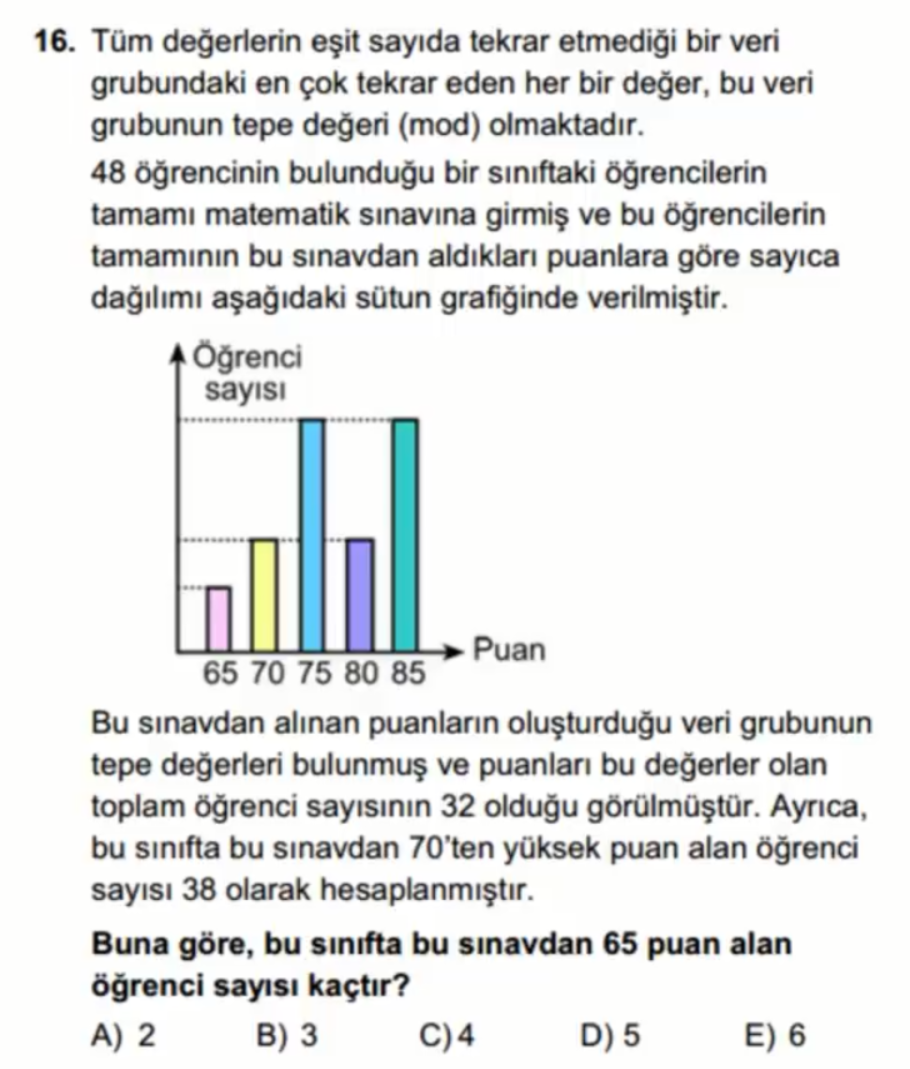 16. Tüm değerlerin eşit sayıda tekrar etmediği bir veri
grubundaki en çok tekrar eden her bir değer, bu veri
grubunun tepe değeri (mod) olmaktadır.
48 öğrencinin bulunduğu bir sınıftaki öğrencilerin
tamamı matematik sınavına girmiş ve bu öğrencilerin
tamamının bu sınavdan aldıkları puanlara göre sayıca
dağılımı aşağıdaki sütun grafiğinde verilmiştir.
Öğrenci
sayısı
Puan
65 70 75 80 85
Bu sınavdan alınan puanların oluşturduğu veri grubunun
tepe değerleri bulunmuş ve puanları bu değerler olan
toplam öğrenci sayısının 32 olduğu görülmüştür. Ayrıca,
bu sınıfta bu sınavdan 70'ten yüksek puan alan öğrenci
sayısı 38 olarak hesaplanmıştır.
Buna göre, bu sınıfta bu sınavdan 65 puan alan
öğrenci sayısı kaçtır?
A) 2 B) 3 C) 4 D) 5 E) 6